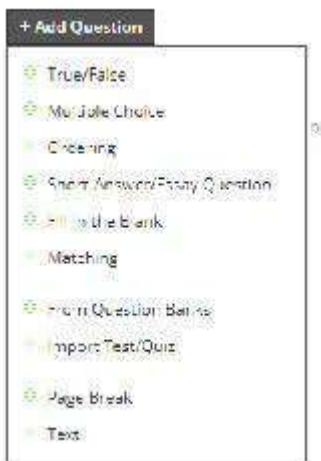 + Add Question
True/False
Multiple Choice
Ordering
Short Answer/Essay Question
Fill in the Blank
Matching
From Question Banks
Import Test/Quiz
Page Break
Text